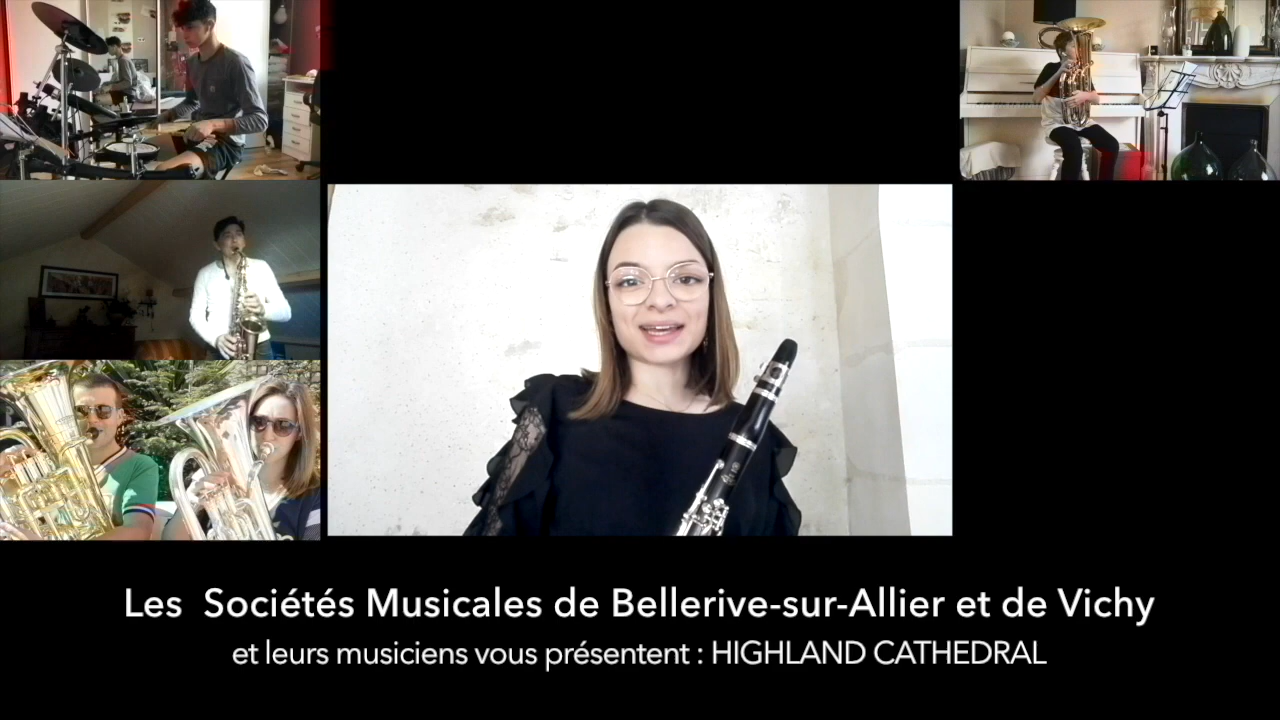 Les Sociétés Musicales de Bellerive-sur-Allier et de Vichy
et leurs musiciens vous présentent : HIGHLAND CATHEDRAL